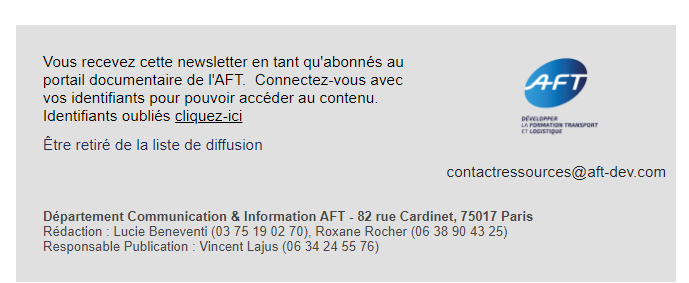 Vous recevez cette newsletter en tant qu'abonnés au
portail documentaire de l'AFT. Connectez-vous avec
vos identifiants pour pouvoir accéder au contenu.
Identifiants oubliés cliquez-ici
Être retiré de la liste de diffusion
AFT
DÉVELOPPER
LA FORMATION TRANSPORT
ET LOGISTIQUE
contactressources@aft-dev.com
Département Communication & Information AFT - 82 rue Cardinet, 75017 Paris
Rédaction : Lucie Beneventi (03 75 19 02 70), Roxane Rocher (06 38 90 43 25)
Responsable Publication : Vincent Lajus (06 34 24 55 76)